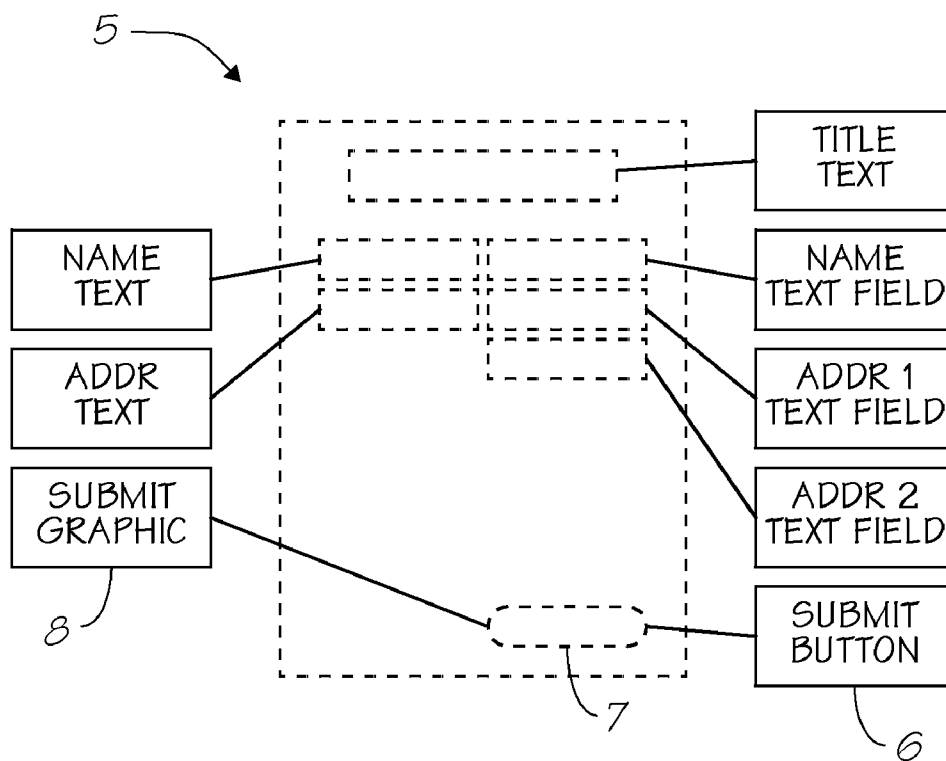 5
TITLE
TEXT
NAME
TEXT
NAME
TEXT FIELD
ADDR
TEXT
ADDR 1
TEXT FIELD
SUBMIT
GRAPHIC
ADDR 2
TEXT FIELD
8
SUBMIT
BUTTON
7
6